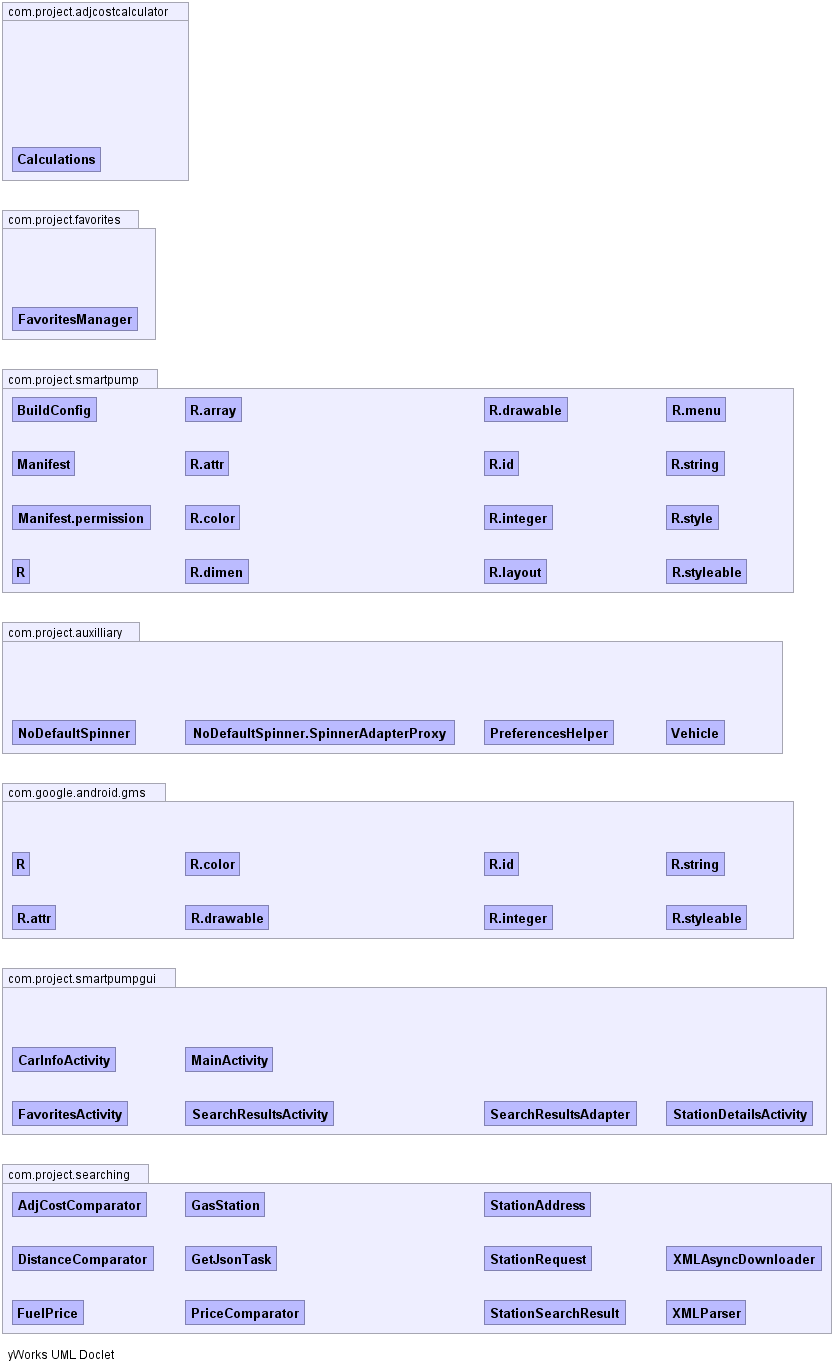 com.project.adjcostcalculator
Calculations
com.project.favorites
FavoritesManager
com.project.smartpump
BuildConfig R.array R.drawable R.menu
Manifest R.attr R.id R.string
Manifest.permission R.color R.integer R.style
R R.dimen R.layout R.styleable
com.project.auxilliary
NoDefaultSpinner NoDefaultSpinner.SpinnerAdapterProxy PreferencesHelper Vehicle
com.google.android.gms
R R.color R.id R.string
R.attr R.drawable R.integer R.styleable
com.project.smartpumpgui
CarInfoActivity MainActivity
FavoritesActivity SearchResultsActivity SearchResultsAdapter StationDetailsActivity
com.project.searching
AdjCostComparator GasStation StationAddress
DistanceComparator GetJsonTask StationRequest XMLAsyncDownloader
FuelPrice PriceComparator StationSearchResult XMLParser
yWorks UML Doclet